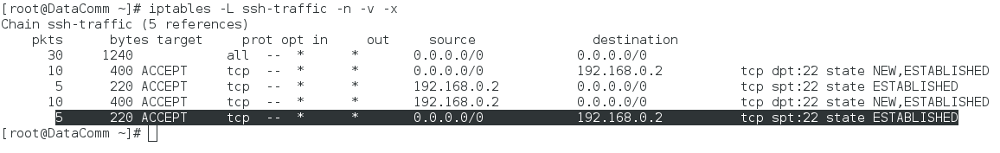 [root@DataComm ~]# iptables -L ssh-traffic -n -v -x
Chain ssh-traffic (5 references)
    pkts      bytes target     prot opt in     out     source               destination
      30     1240            all  --  *      *       0.0.0.0/0            0.0.0.0/0
      10      400 ACCEPT     tcp  --  *      *       0.0.0.0/0            192.168.0.2          tcp dpt:22 state NEW,ESTABLISHED
       5      220 ACCEPT     tcp  --  *      *       192.168.0.2          0.0.0.0/0            tcp spt:22 state ESTABLISHED
      10      400 ACCEPT     tcp  --  *      *       192.168.0.2          0.0.0.0/0            tcp dpt:22 state NEW,ESTABLISHED
       5      220 ACCEPT     tcp  --  *      *       0.0.0.0/0            192.168.0.2          tcp spt:22 state ESTABLISHED
[root@DataComm ~]#